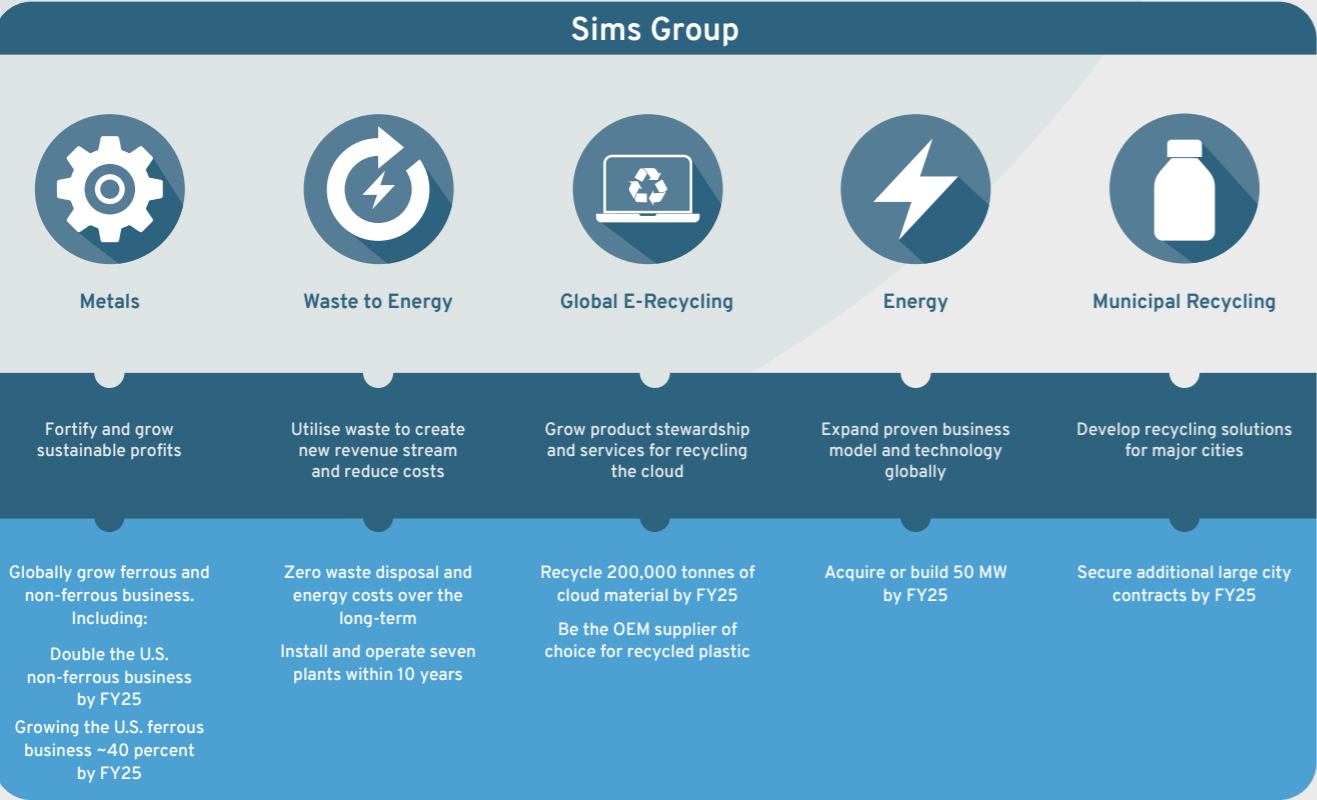 Sims Group
Metals
Waste to Energy
Global E-Recycling
Energy
Municipal Recycling
Fortify and grow
sustainable profits
Utilise waste to create
new revenue stream
and reduce costs
Grow product stewardship
and services for recycling
the cloud
Expand proven business
model and technology
globally
Develop recycling solutions
for major cities
Globally grow ferrous and
non-ferrous business.
Including:
Double the U.S.
non-ferrous business
by FY25
Growing the U.S. ferrous
business ~40 percent
by FY25
Zero waste disposal and
energy costs over the
long-term
Install and operate seven
plants within 10 years
Recycle 200,000 tonnes of
cloud material by FY25
Be the OEM supplier of
choice for recycled plastic
Acquire or build 50 MW
by FY25
Secure additional large city
contracts by FY25